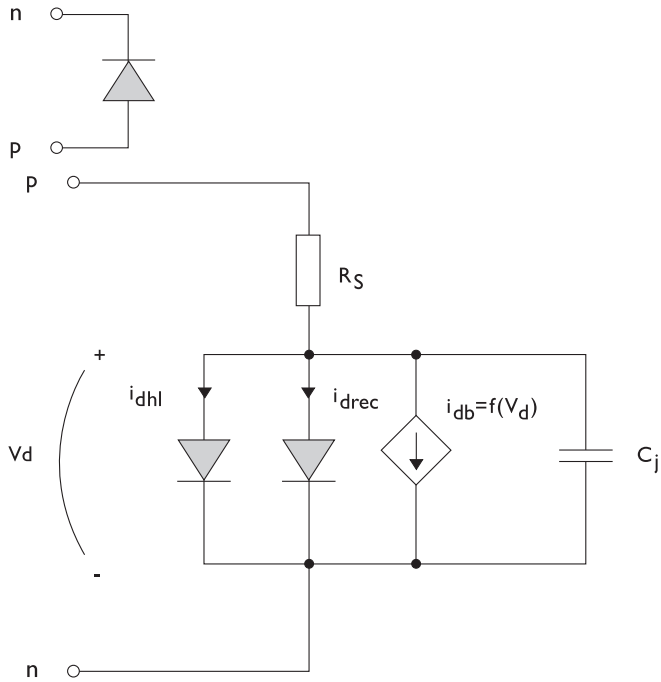 n
p
p
R_S
+
i_dhl
i_drec
i_db=f(V_d)
Vd
C_j
-
n